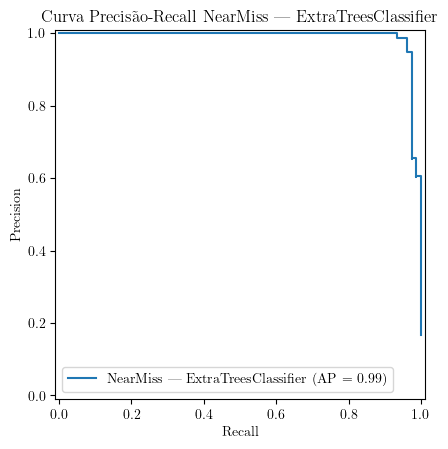 Curva Precisão-Recall NearMiss — ExtraTreesClassifier
1.0
0.8
0.6
0.4
0.2
0.0
Precision
NearMiss — ExtraTreesClassifier (AP = 0.99)
0.0 0.2 0.4 0.6 0.8 1.0
Recall